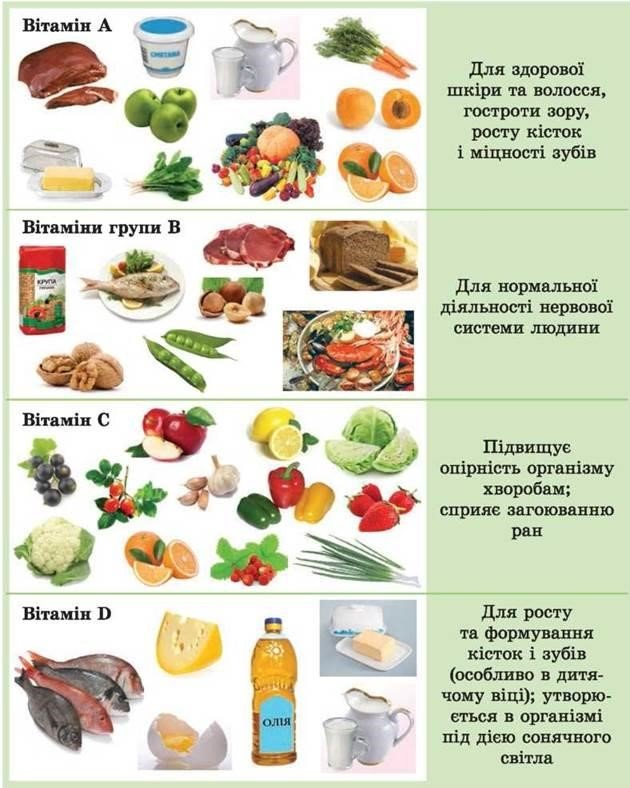 Вітамін А
СМЕТАНА
Для здорової
шкіри та волосся,
гостроти зору,
росту кісток
і міцності зубів
Вітаміни групи В
КРУПА
Для нормальної
діяльності нервової
системи людини
Вітамін С
Підвищує
опірність організму
хворобам;
сприяє загоюванню
ран
Вітамін D
ОЛІЯ
Для росту
та формування
кісток і зубів
(особливо в дитя-
чому віці); утворю-
ється в організмі
під дією сонячного
світла